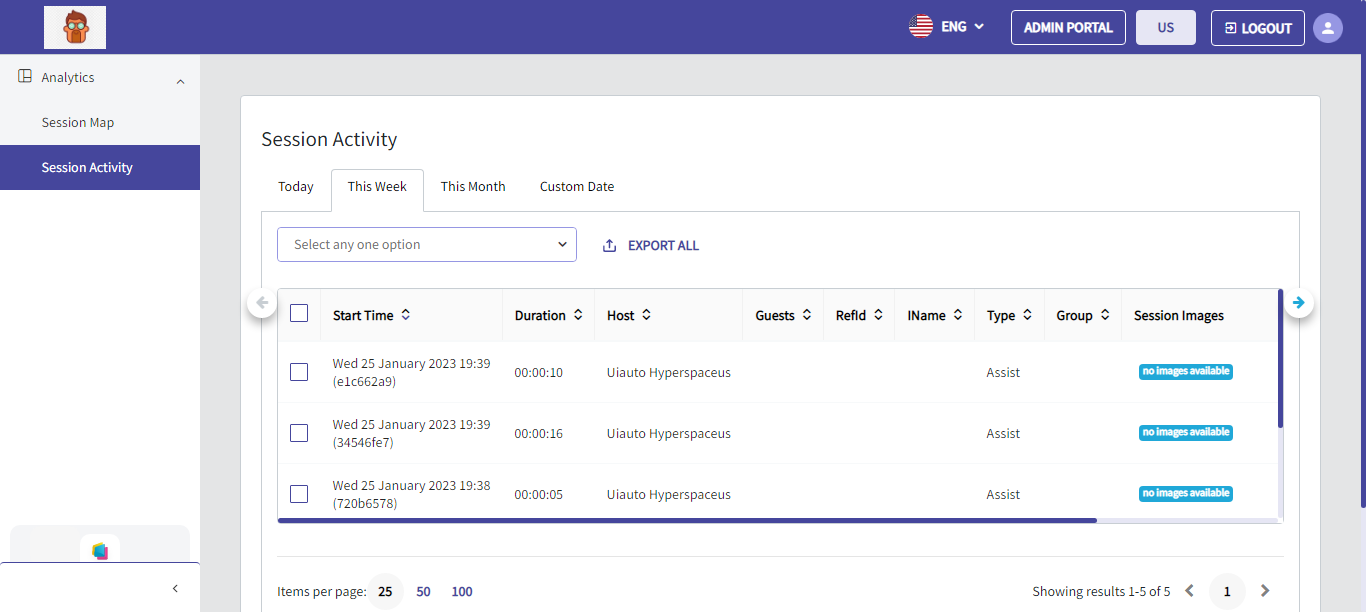 ENG ADMIN PORTAL US LOGOUT
Analytics
Session Map
Session Activity
Session Activity
Today This Week This Month Custom Date
Select any one option EXPORT ALL
Start Time Duration Host Guests RefId IName Type Group Session Images
Wed 25 January 2023 19:39
(e1c662a9) 00:00:10 Uiauto Hyperspaceus Assist no images available
Wed 25 January 2023 19:39
(34546fe7) 00:00:16 Uiauto Hyperspaceus Assist no images available
Wed 25 January 2023 19:38
(720b6578) 00:00:05 Uiauto Hyperspaceus Assist no images available
Items per page: 25 50 100 Showing results 1-5 of 5 1